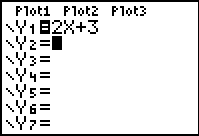 Plot1 Plot2 Plot3
\Y1=2X+3
\Y2=
\Y3=
\Y4=
\Y5=
\Y6=
\Y7=